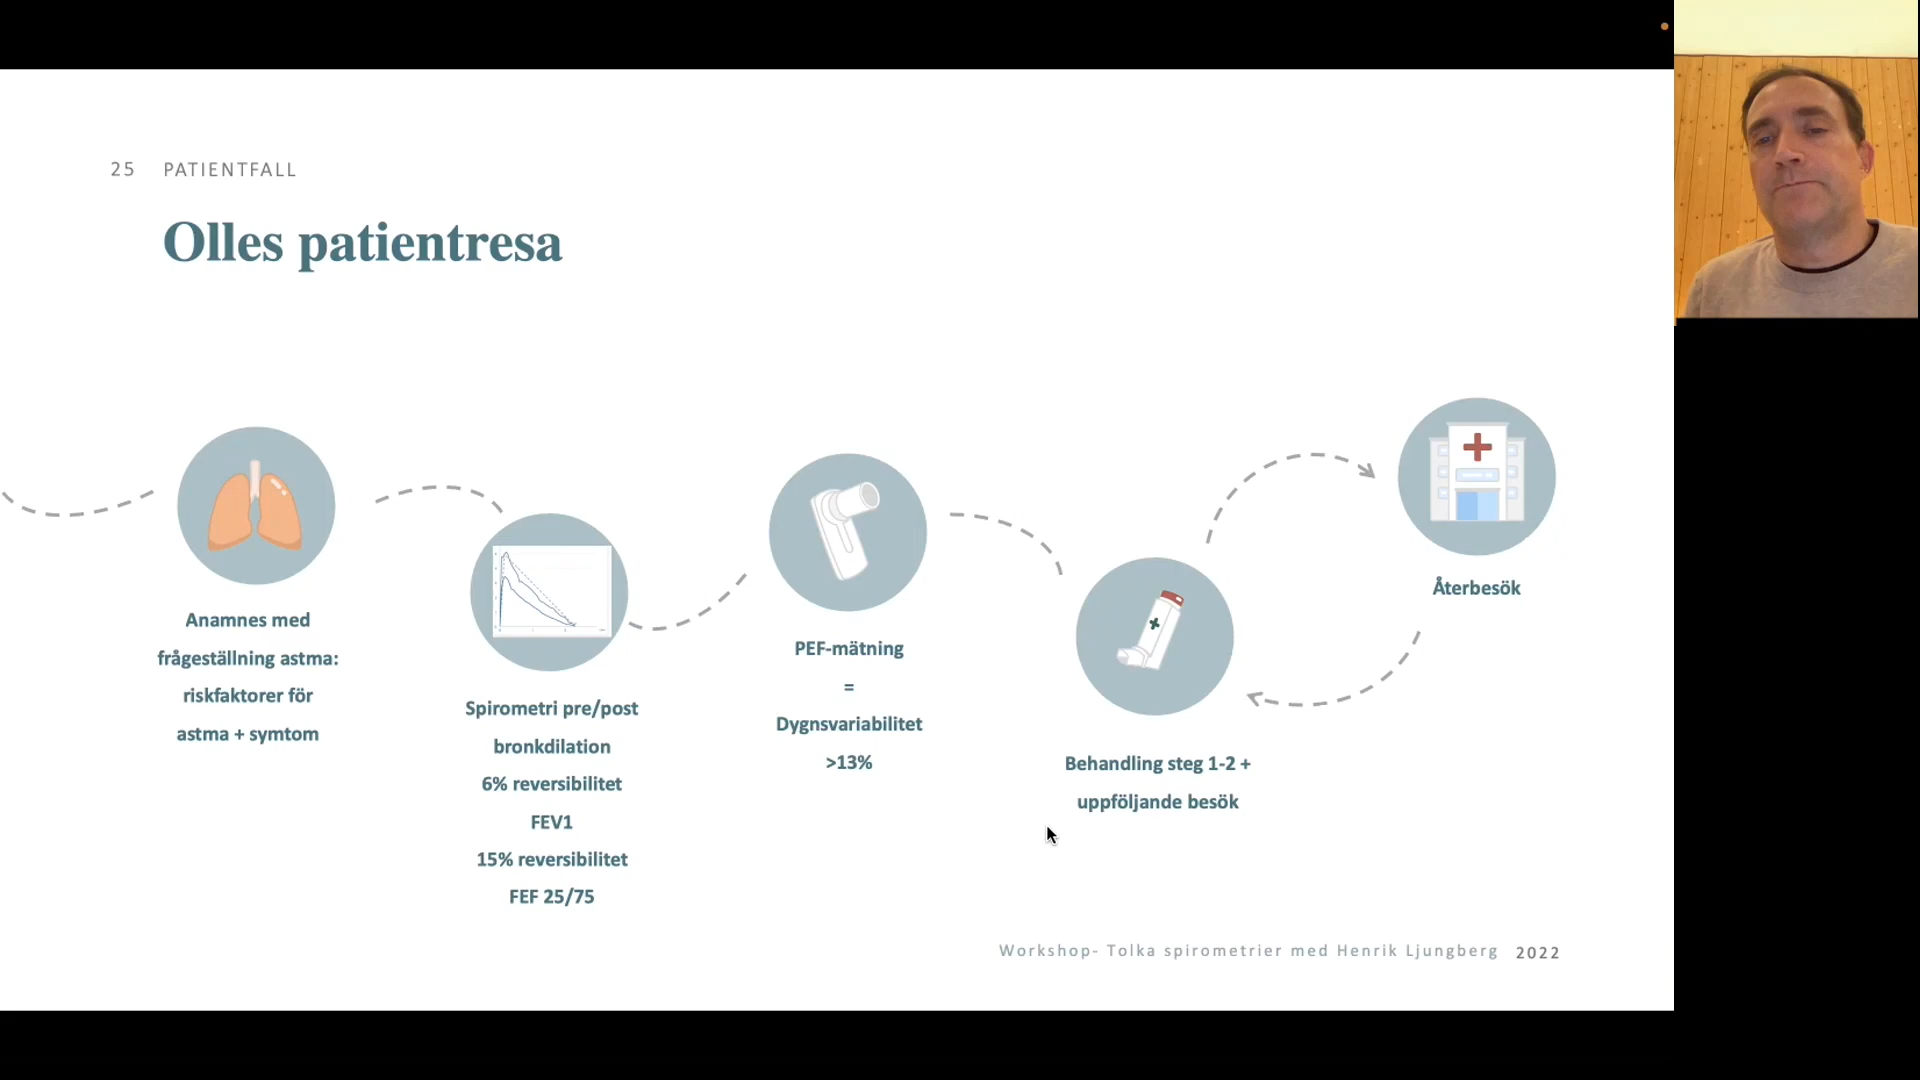 25 PATIENTFALL
Olles patientresa
Anamnes med
frågeställning astma:
riskfaktorer för
astma + symtom
Spirometri pre/post
bronkdilation
6% reversibilitet
FEV1
15% reversibilitet
FEF 25/75
PEF-mätning
=
Dygnsvariabilitet
>13%
Behandling steg 1-2 +
uppföljande besök
Återbesök
Workshop- Tolka spirometrier med Henrik Ljungberg 2022